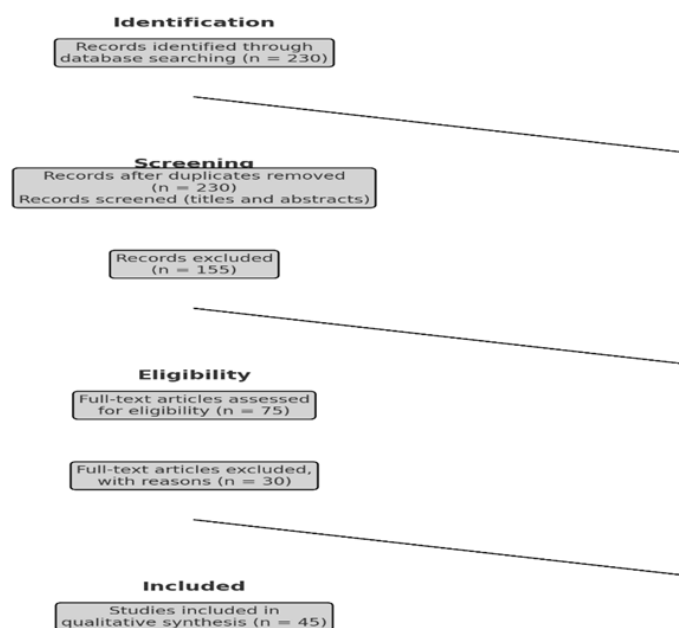 Identification
Records identified through
database searching (n = 230)
Screening
Records after duplicates removed
(n = 230)
Records screened (titles and abstracts)
Records excluded
(n = 155)
Eligibility
Full-text articles assessed
for eligibility (n = 75)
Full-text articles excluded,
with reasons (n = 30)
Included
Studies included in
qualitative synthesis (n = 45)